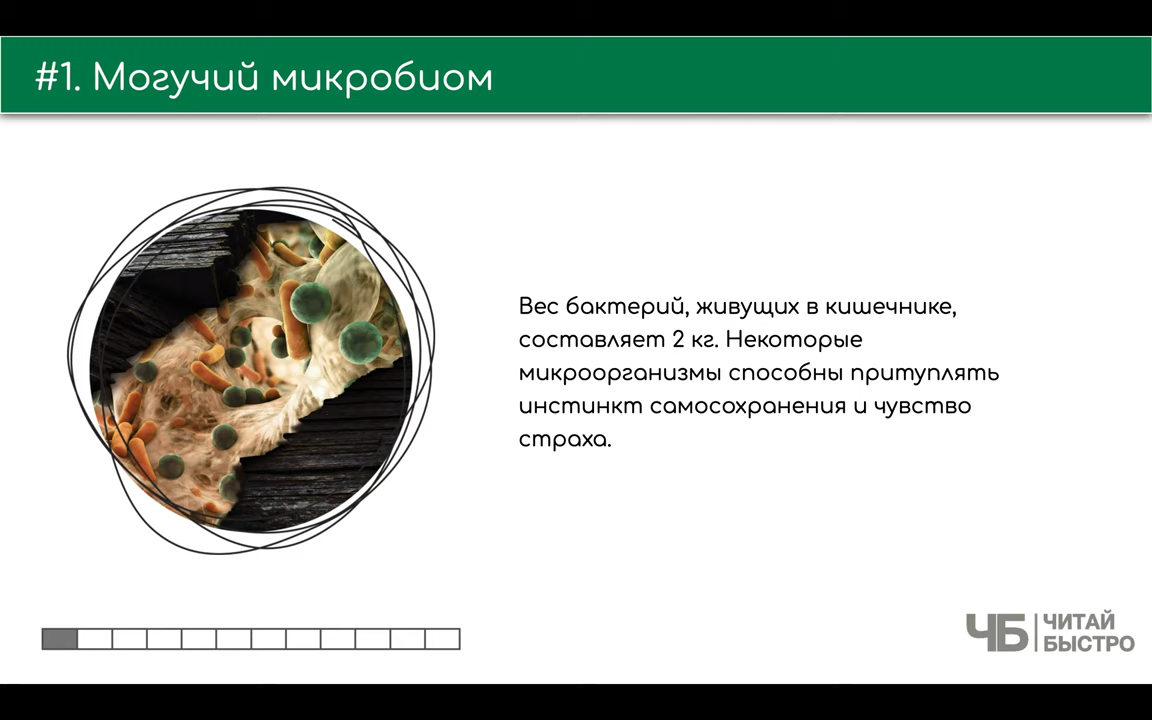 #1. Могучий микробиом
Вес бактерий, живущих в кишечнике,
составляет 2 кг. Некоторые
микроорганизмы способны притуплять
инстинкт самосохранения и чувство
страха.
ЧБ ЧИТАЙ
БЫСТРО